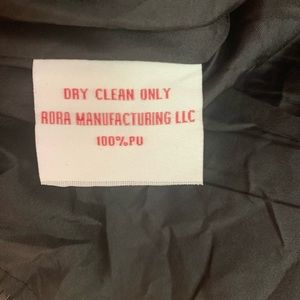 DRY CLEAN ONLY
RORA MANUFACTURING LLC
100%PU